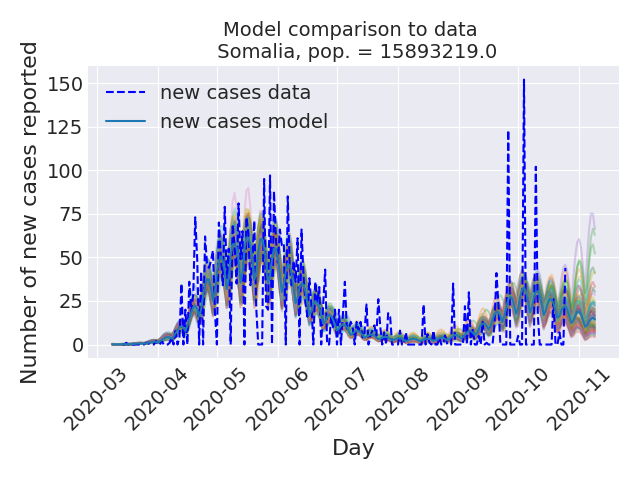 Model comparison to data
Somalia, pop. = 15893219.0
Number of new cases reported
150
125
100
75
50
25
0
new cases data
new cases model
2020-03
2020-04
2020-05
2020-06
2020-07
2020-08
2020-09
2020-10
2020-11
Day